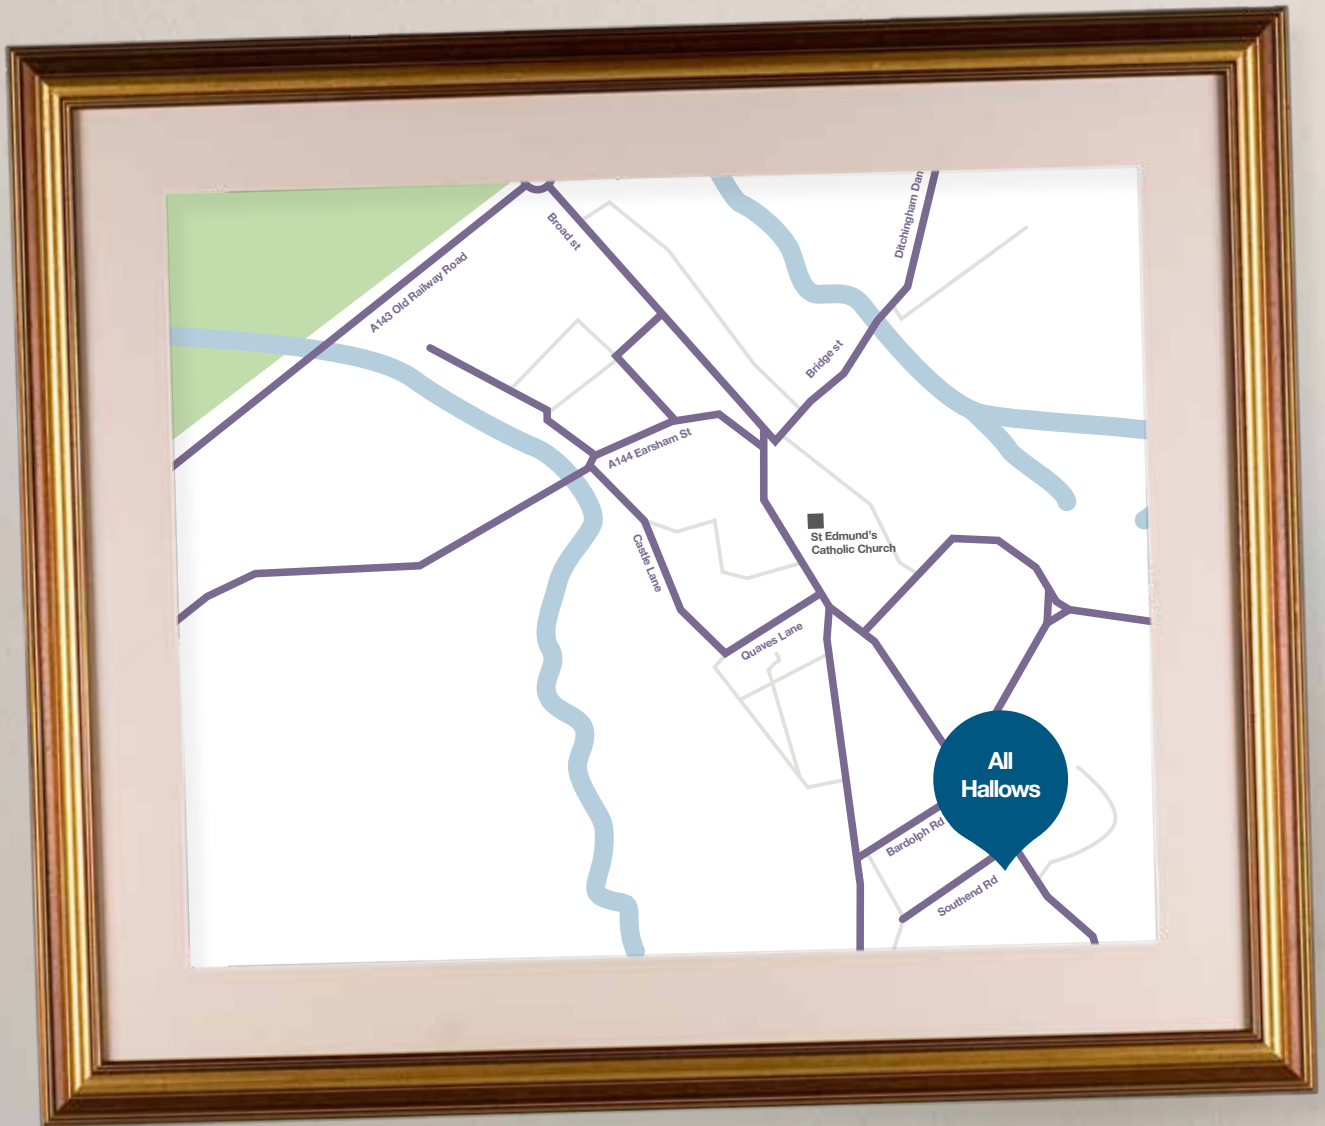 Ditchingham Dan
Broad st
A143 Old Railway Road
Bridge st
A144 Earsham St
St Edmund's
Catholic Church
Castle Lane
Quaves Lane
All
Hallows
Bardolph Rd
Southend Rd